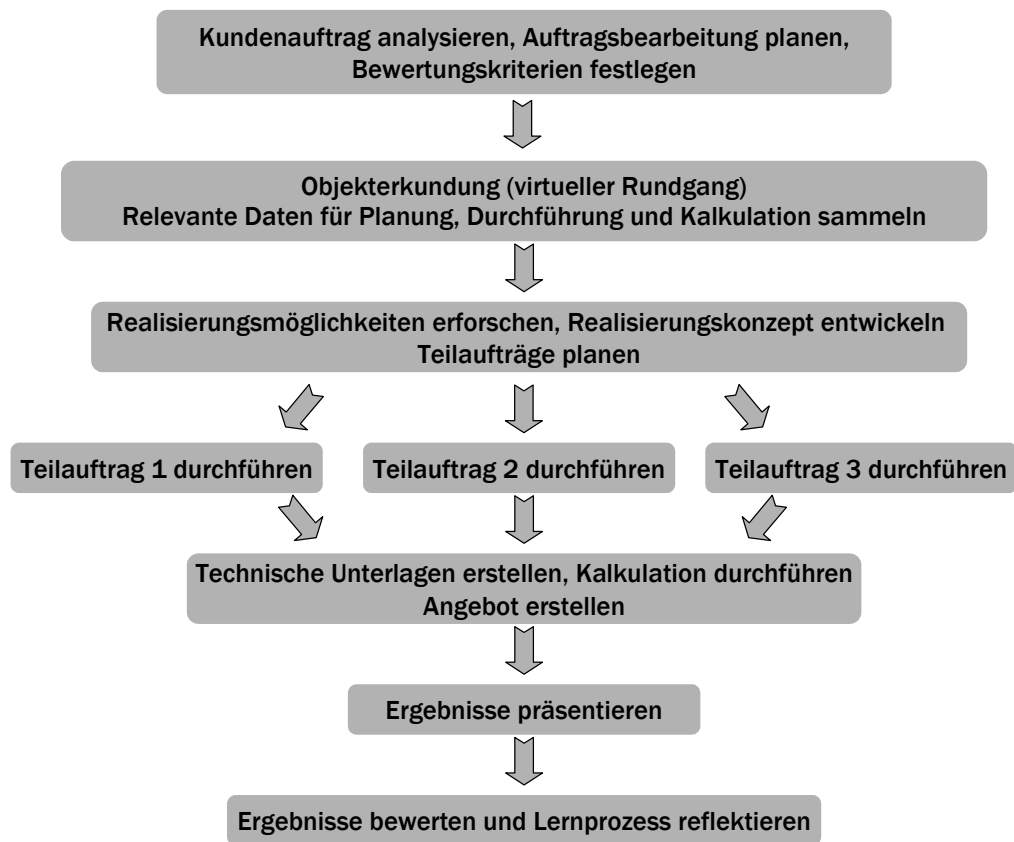 Kundenauftrag analysieren, Auftragsbearbeitung planen,
Bewertungskriterien festlegen
Objekterkundung (virtueller Rundgang)
Relevante Daten für Planung, Durchführung und Kalkulation sammeln
Realisierungsmöglichkeiten erforschen, Realisierungskonzept entwickeln
Teilaufträge planen
Teilauftrag 1 durchführen
Teilauftrag 2 durchführen
Teilauftrag 3 durchführen
Technische Unterlagen erstellen, Kalkulation durchführen
Angebot erstellen
Ergebnisse präsentieren
Ergebnisse bewerten und Lernprozess reflektieren